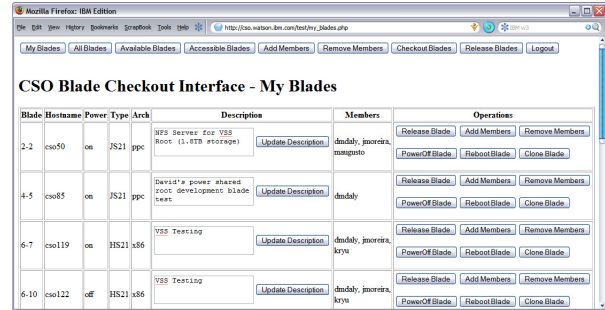 Mozilla Firefox: IBM Edition
File Edit View History Bookmarks ScrapBook Tools Help http://cso.watson.ibm.com/test/my_blades.php IBM w3
My Blades All Blades Available Blades Accessible Blades Add Members Remove Members Checkout Blades Release Blades Logout
CSO Blade Checkout Interface - My Blades
Blade Hostname Power Type Arch Description Members Operations
2-2 cso50 on JS21 ppc
NFS Server for VSS
Root (1.8TB storage)
Update Description
dmdaly, jmoreira,
maugusto
Release Blade Add Members Remove Members
PowerOff Blade Reboot Blade Clone Blade
4-5 cso85 on JS21 ppc
David's power shared
root development blade
test
Update Description
dmdaly
Release Blade Add Members Remove Members
PowerOff Blade Reboot Blade Clone Blade
6-7 cso119 on HS21 x86
VSS Testing
Update Description
dmdaly, jmoreira,
kryu
Release Blade Add Members Remove Members
PowerOff Blade Reboot Blade Clone Blade
6-10 cso122 off HS21 x86
VSS Testing
Update Description
dmdaly, jmoreira,
kryu
Release Blade Add Members Remove Members
PowerOff Blade Reboot Blade Clone Blade